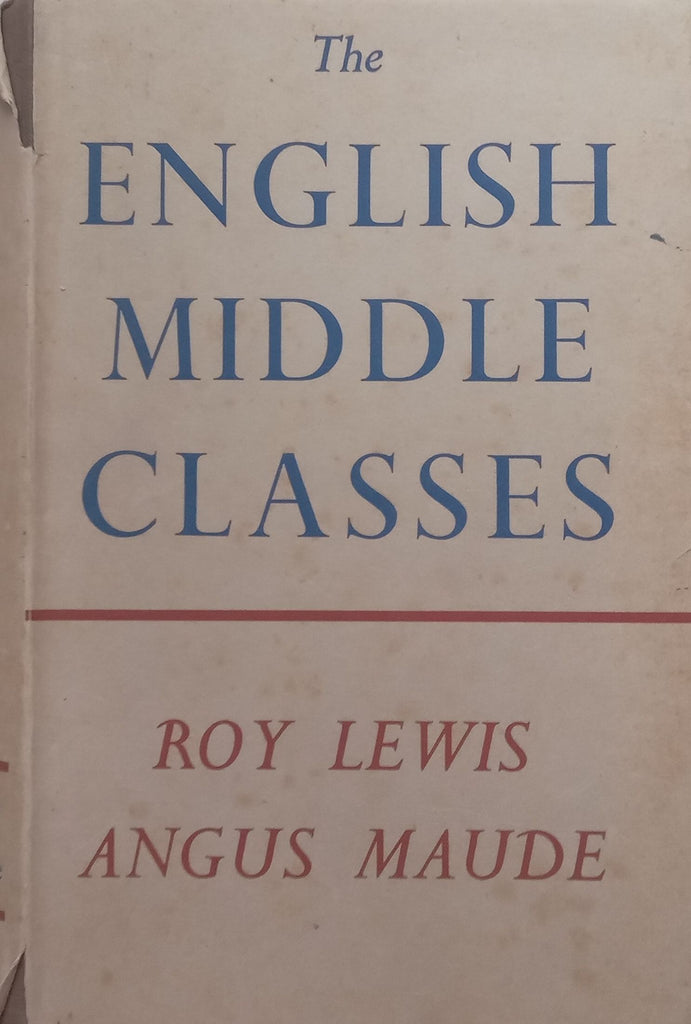 The
ENGLISH
MIDDLE
CLASSES
ROY LEWIS
ANGUS MAUDE